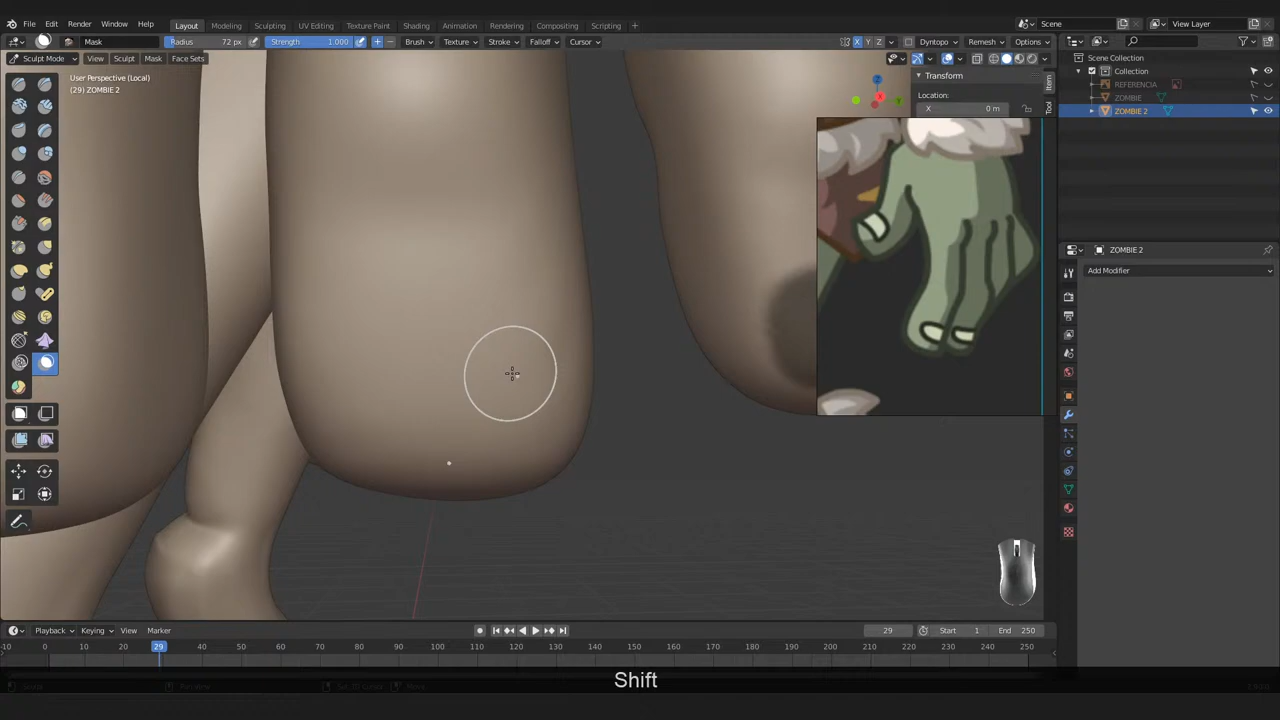 File Edit Render Window Help Layout Modeling Sculpting UV Editing Texture Paint Shading Animation Rendering Compositing Scripting + Scene View Layer
Mask Radius 72 px Strength 1.000 Brush Texture Stroke Falloff Cursor X Y Z Dyntopo Remesh Options
Sculpt Mode View Sculpt Mask Face Sets
User Perspective (Local)
(29) ZOMBIE 2
Transform
Location:
X 0 m
Item
Tool
Scene Collection
Collection
REFERENCIA
ZOMBIE
ZOMBIE 2
ZOMBIE 2
Add Modifier
Playback Keying View Marker 29 Start 1 End 250
-10 0 10 20 29 40 50 60 70 80 90 100 110 120 130 140 150 160 170 180 190 200 210 220 230 240 250
Shift